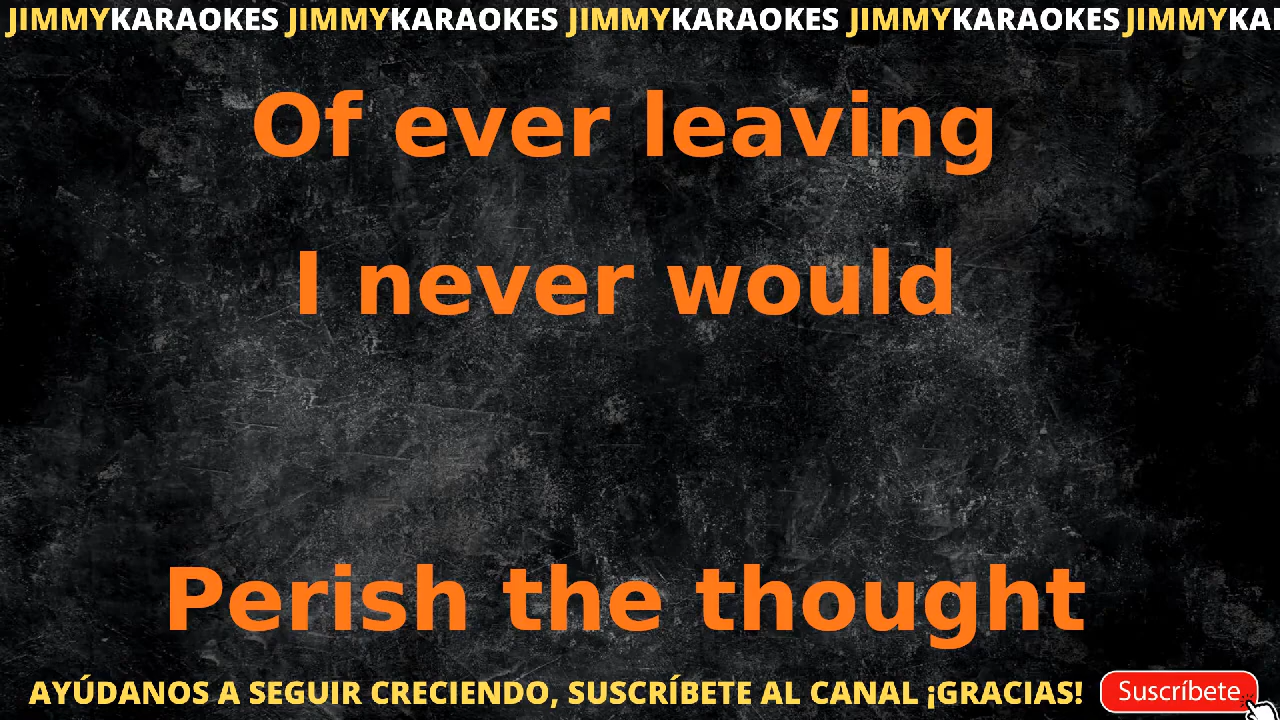 JIMMYKARAOKES JIMMYKARAOKES JIMMYKARAOKES JIMMYKARAOKES JIMMYKAI
Of ever leaving
I never would
Perish the thought
AYÚDANOS A SEGUIR CRECIENDO, SUSCRÍBETE AL CANAL ¡GRACIAS! Suscríbete